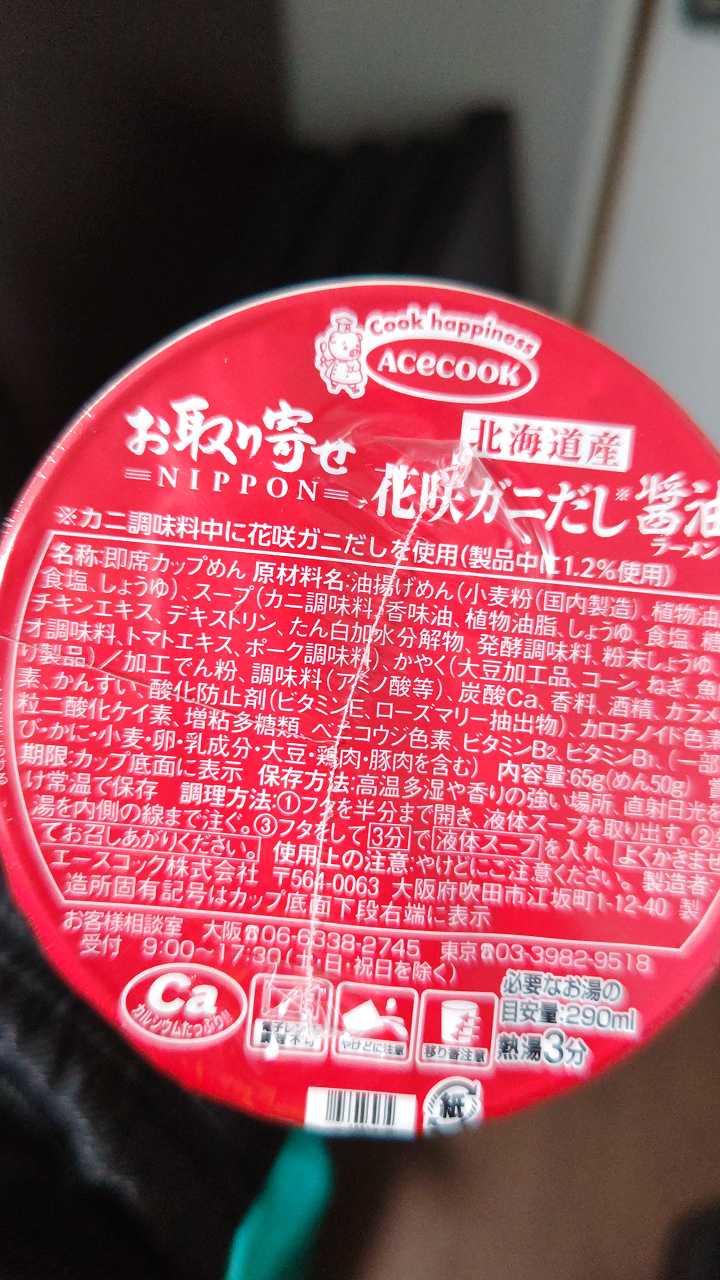 Cook happiness
ACECOOK
お取り寄せ
NIPPON
北海道産
花咲ガニだし※醤油
ラーメン
※カニ調味料中に花咲ガニだしを使用(製品中に1.2%使用)
名称:即席カップめん 原材料名:油揚げめん(小麦粉(国内製造)、植物油
食塩、しょうゆ)、スープ(カニ調味料、香味油、植物油脂、しょうゆ、食塩、
チキンエキス、デキストリン、たん白加水分解物、発酵調味料、粉末しょうゆ
オ調味料、トマトエキス、ポーク調味料)、かやく(大豆加工品、コーン、ねぎ、魚
り製品)/加工でん粉、調味料(アミノ酸等)、炭酸Ca、香料、酒精、カラメ
素、かんすい、酸化防止剤(ビタミンE、ローズマリー抽出物)、カロチノイド色素
粒二酸化ケイ素、増粘多糖類、ベニコウジ色素、ビタミンB2、ビタミンB1、(一部
び・かに・小麦・卵・乳成分・大豆・鶏肉・豚肉を含む) 内容量:65g(めん50g)
期限:カップ底面に表示 保存方法:高温多湿や香りの強い場所、直射日光を
け常温で保存 調理方法:①フタを半分まで開き、液体スープを取り出す。②
湯を内側の線まで注ぐ。③フタをして3分で液体スープを入れ、よくかきませ
てお召しあがりください。 使用上の注意:やけどにご注意ください。 製造者
エースコック株式会社 〒564-0063 大阪府吹田市江坂町1-12-40 製
造所固有記号はカップ底面下段右端に表示
お客様相談室 大阪☎06-6338-2745 東京☎03-3982-9518
受付 9:00~17:30(土・日・祝日を除く)
Ca
カルシウムたっぷり!!
電子レンジ
調理不可
やけどに注意
移り香注意
必要なお湯の
目安量:290ml
熱湯3分
紙